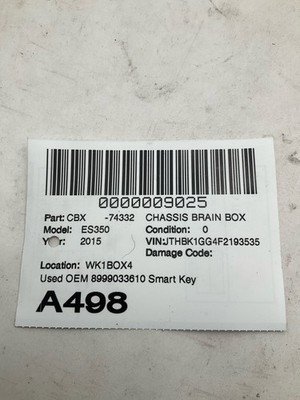 0000009025
Part: CBX -74332 CHASSIS BRAIN BOX
Model: ES350 Condition: 0
Year: 2015 VIN:JTHBK1GG4F2193535
Damage Code:
Location: WK1BOX4
Used OEM 8999033610 Smart Key
A498